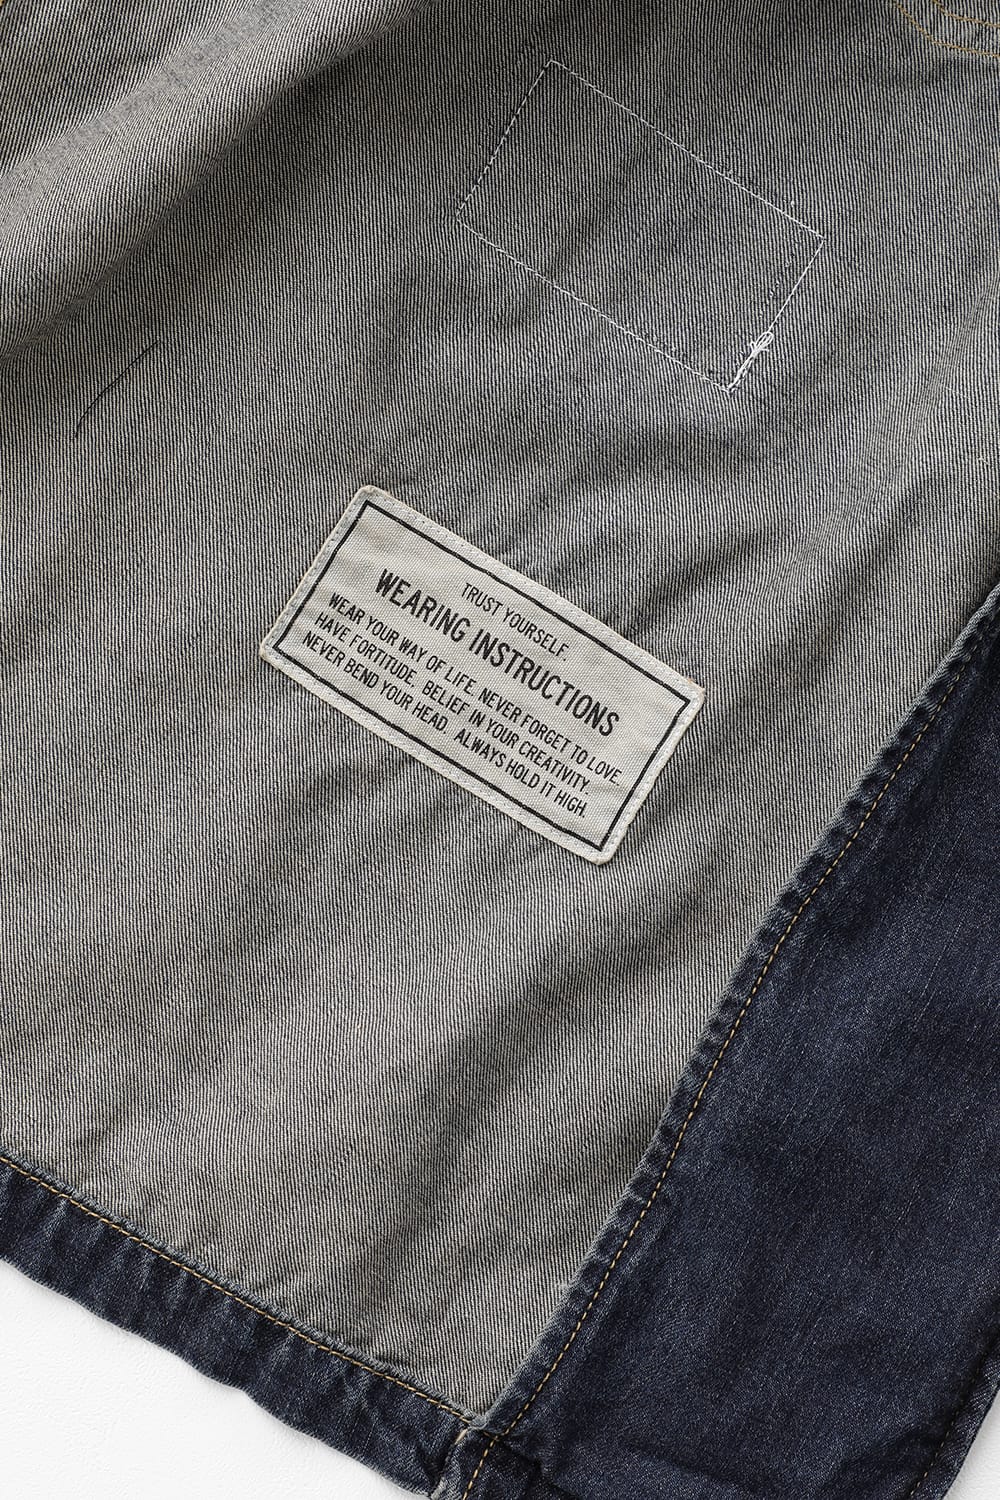 TRUST YOURSELF.
WEARING INSTRUCTIONS
WEAR YOUR WAY OF LIFE. NEVER FORGET TO LOVE.
HAVE FORTITUDE. BELIEF IN YOUR CREATIVITY.
NEVER BEND YOUR HEAD. ALWAYS HOLD IT HIGH.